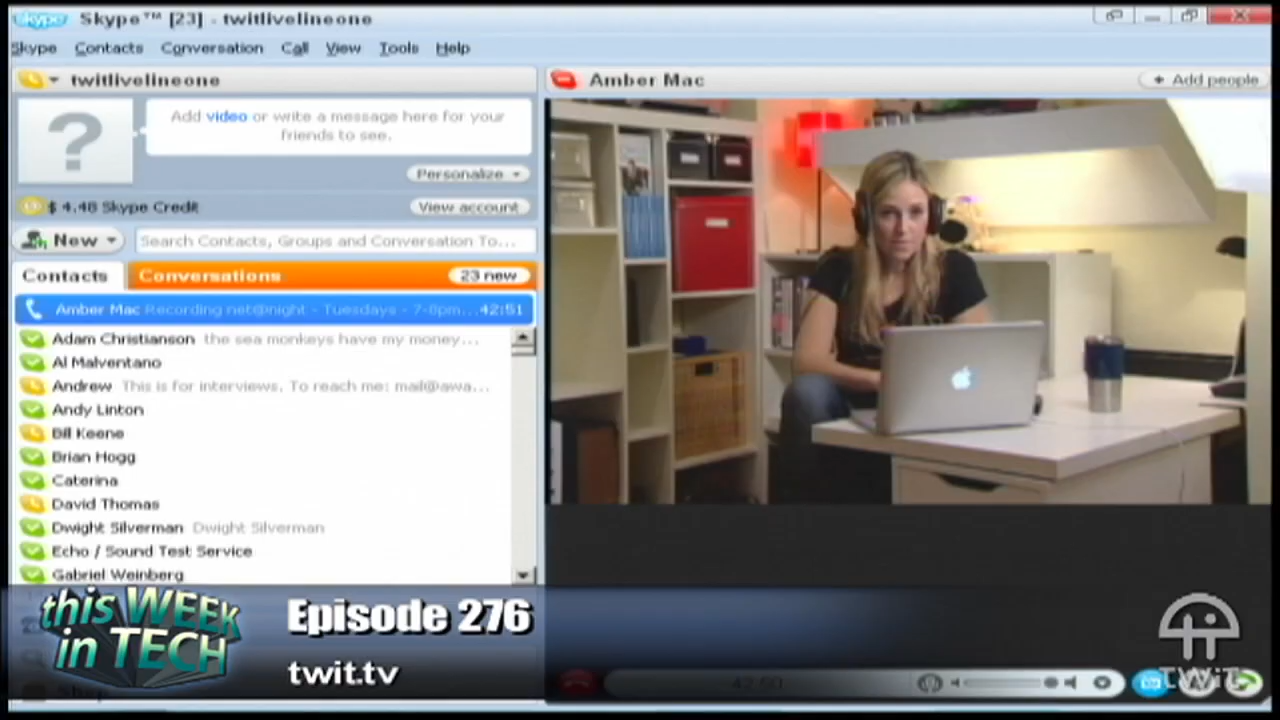 Skype™ [23] - twitlivelineone
Skype Contacts Conversation Call View Tools Help
twitlivelineone
Amber Mac
Add people
Add video or write a message here for your
friends to see.
Personalize
$ 4.48 Skype Credit
View account
New
Search Contacts, Groups and Conversation To...
Contacts
Conversations
23 new
Amber Mac Recording net@night - Tuesdays - 7-8pm... 42:51
Adam Christianson the sea monkeys have my money...
Al Malventano
Andrew This is for interviews. To reach me: mail@awa...
Andy Linton
Bill Keene
Brian Hogg
Caterina
David Thomas
Dwight Silverman Dwight Silverman
Echo / Sound Test Service
Gabriel Weinberg
this WEEK
in TECH
Episode 276
twit.tv
42:50
TWiT